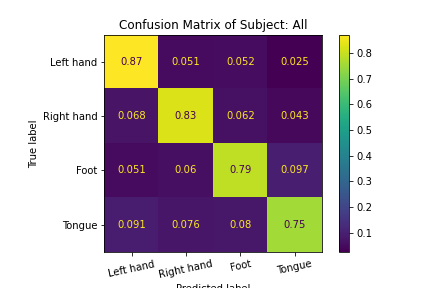 Confusion Matrix of Subject: All
Left hand 0.87 0.051 0.052 0.025
Right hand 0.068 0.83 0.062 0.043
Foot 0.051 0.06 0.79 0.097
Tongue 0.091 0.076 0.08 0.75
True label
Left hand Right hand Foot Tongue
Predicted label
0.8
0.7
0.6
0.5
0.4
0.3
0.2
0.1